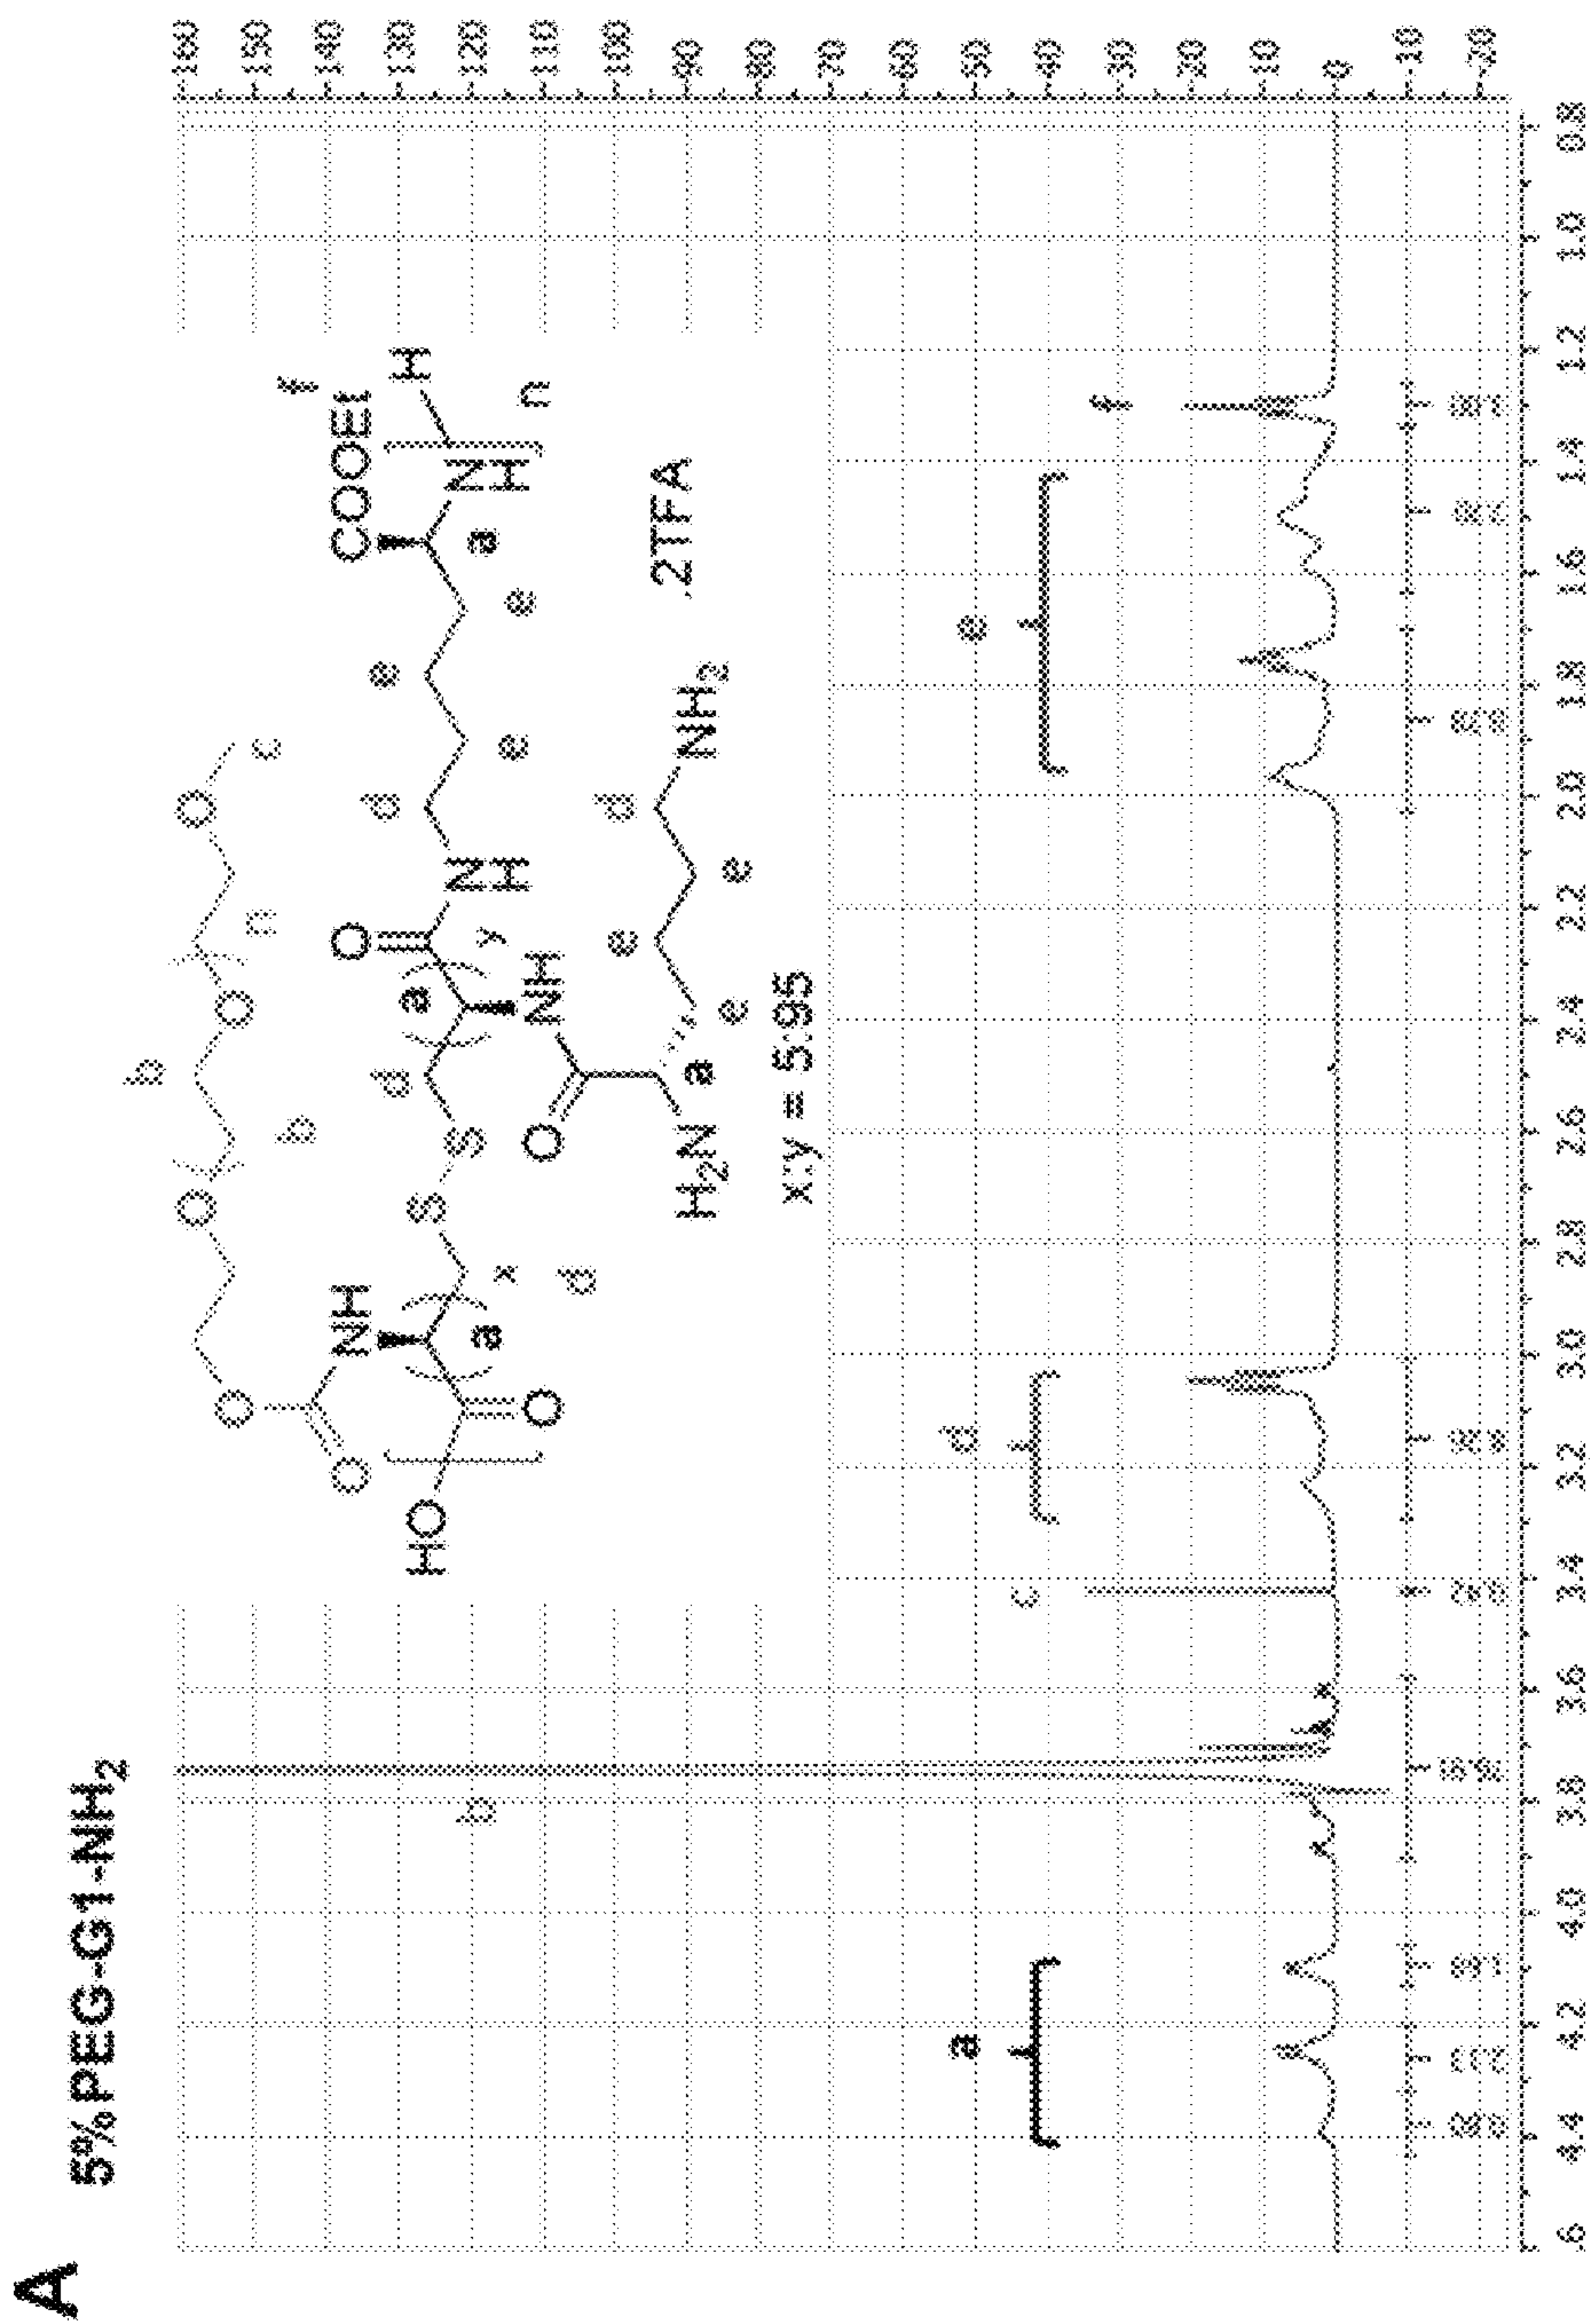 A
5%PEG-G1-NH2
160
150
140
130
120
110
100
90
80
70
60
50
40
30
20
10
0
-10
-20
O
O
O
O
c
n
b
b
O
NH
HO
O
a
x
d
S
S
d
a
y
O
NH
d
e
e
e
a
COOEt
f
NH
H
n
NH
O
H2N
a
e
e
e
d
NH2
.2TFA
x:y = 5:95
b
a
c
d
e
f
.6
4.4
4.2
4.0
3.8
3.6
3.4
3.2
3.0
2.8
2.6
2.4
2.2
2.0
1.8
1.6
1.4
1.2
1.0
0.8